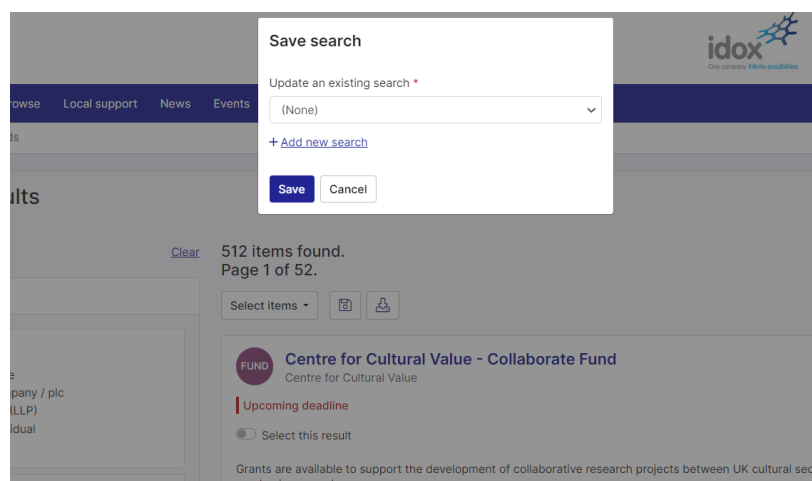 Save search
idox
One company. Infinite possibilities
Update an existing search *
(None)
rowse Local support News Events
+ Add new search
Save Cancel
Clear
512 items found.
Page 1 of 52.
Select items
FUND Centre for Cultural Value - Collaborate Fund
Centre for Cultural Value
pany / plc
Upcoming deadline
(LLP)
idual
Select this result
Grants are available to support the development of collaborative research projects between UK cultural sec